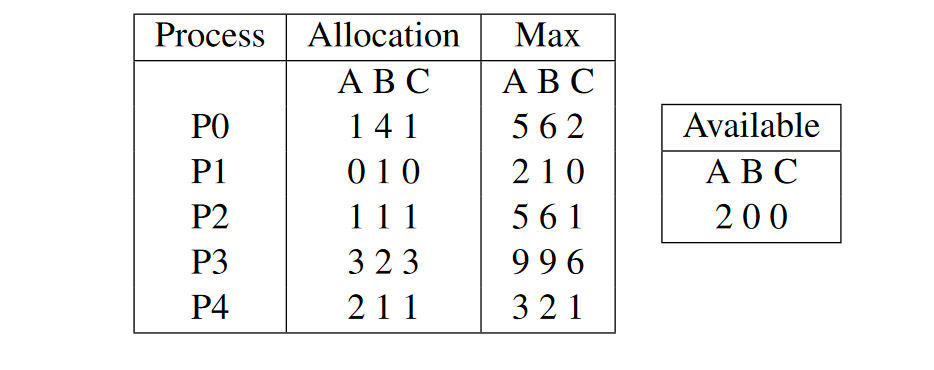 Process Allocation Max
A B C A B C
P0 1 4 1 5 6 2
P1 0 1 0 2 1 0
P2 1 1 1 5 6 1
P3 3 2 3 9 9 6
P4 2 1 1 3 2 1
Available
A B C
2 0 0